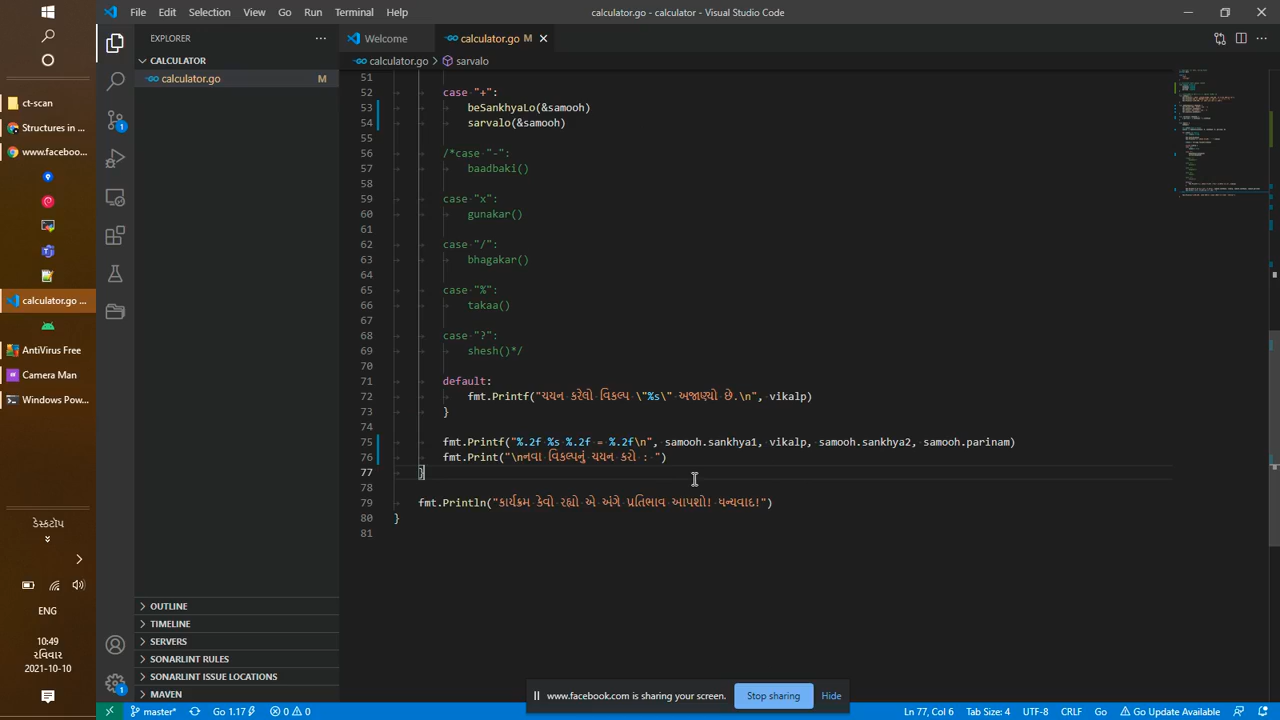 File Edit Selection View Go Run Terminal Help
calculator.go - calculator - Visual Studio Code
EXPLORER
Welcome
calculator.go M
CALCULATOR
calculator.go > sarvalo
calculator.go M
51
52 case "+":
53 beSankhyaLo(&samooh)
54 sarvalo(&samooh)
55
56 /*case "-":
57 baadbaki()
58
59 case "x":
60 gunakar()
61
62 case "/":
63 bhagakar()
64
65 case "%":
66 takaa()
67
68 case "?":
69 shesh()*/
70
71 default:
72 fmt.Printf("ચયન કરેલો વિકલ્પ \"%s\" અજાણ્યો છે.\n", vikalp)
73 }
74
75 fmt.Printf("%.2f %s %.2f = %.2f\n", samooh.sankhya1, vikalp, samooh.sankhya2, samooh.parinam)
76 fmt.Print("\nનવા વિકલ્પનું ચયન કરો : ")
77 }
78
79 fmt.Println("કાર્યક્રમ કેવો રહ્યો એ અંગે પ્રતિભાવ આપશો! ધન્યવાદ!")
80 }
81
ct-scan
Structures in ...
www.faceboo...
calculator.go ...
AntiVirus Free
Camera Man
Windows Pow...
ડેસ્કટોપ
ENG
10:49
રવિવાર
2021-10-10
OUTLINE
TIMELINE
SERVERS
SONARLINT RULES
SONARLINT ISSUE LOCATIONS
MAVEN
www.facebook.com is sharing your screen. Stop sharing Hide
master* Go 1.17 0 0
Ln 77, Col 6 Tab Size: 4 UTF-8 CRLF Go Go Update Available